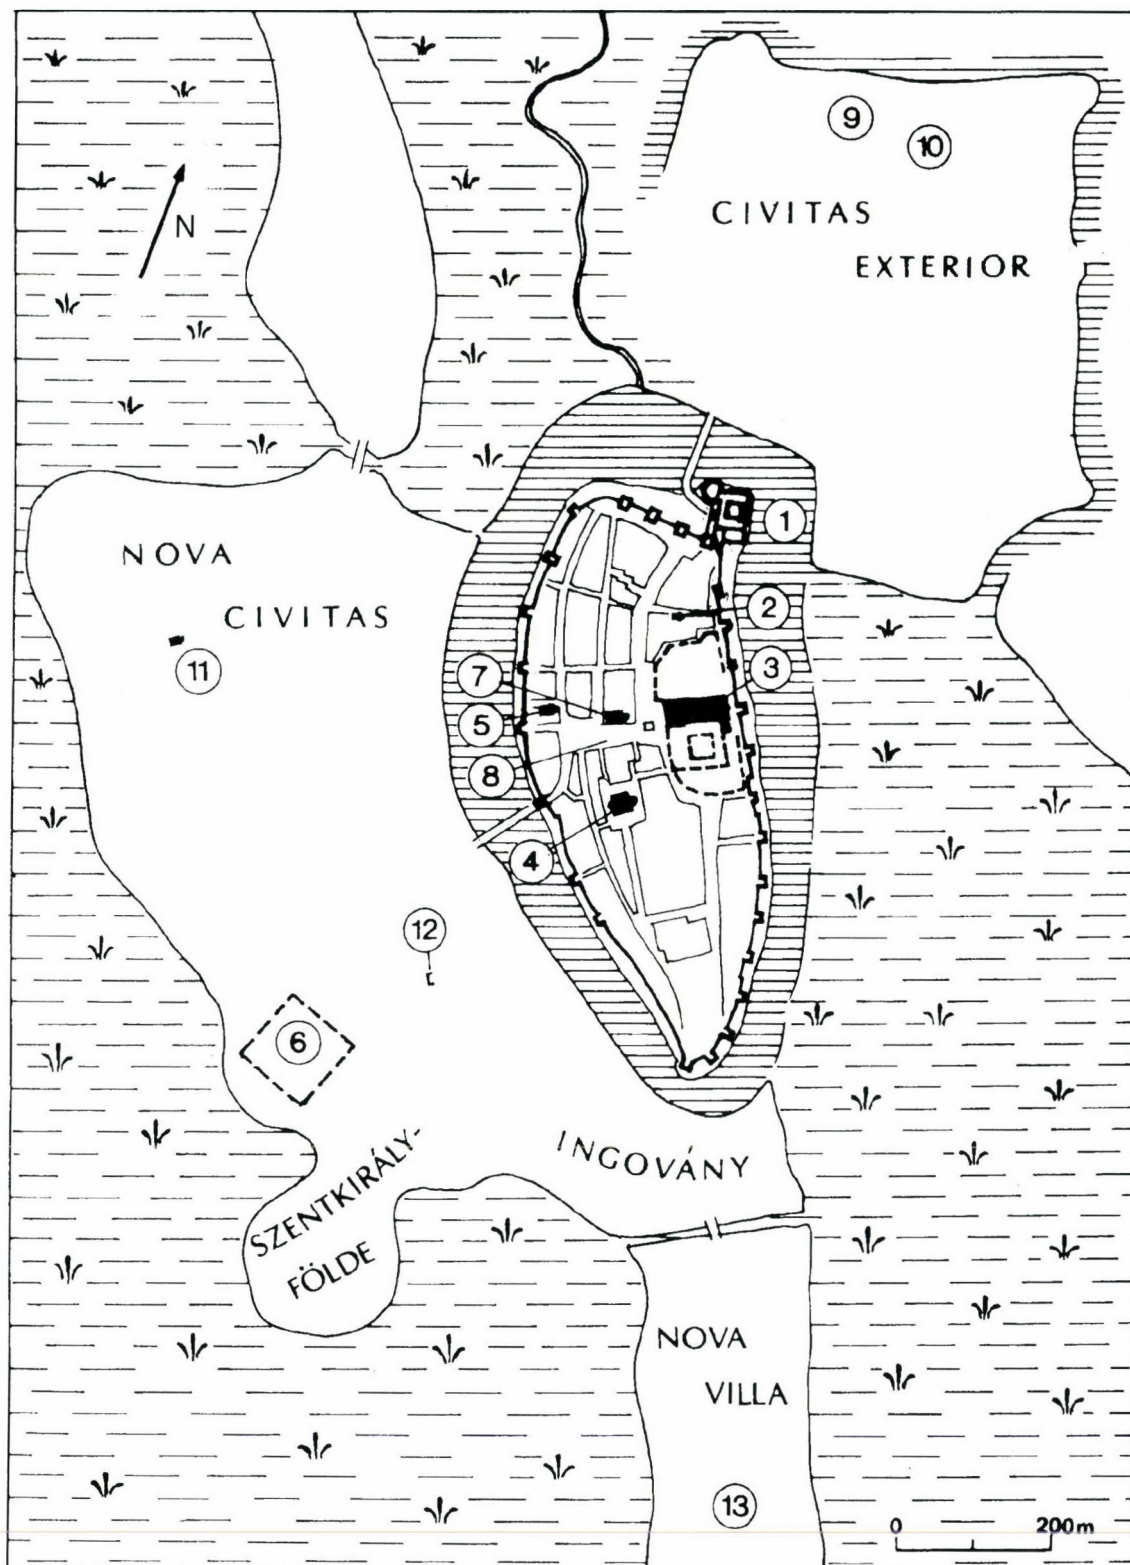 9
10
CIVITAS
EXTERIOR
N
1
NOVA
CIVITAS
2
11
7
3
5
8
4
12
6
INGOVÁNY
SZENTKIRÁLY-
FÖLDE
NOVA
VILLA
13
0 200m